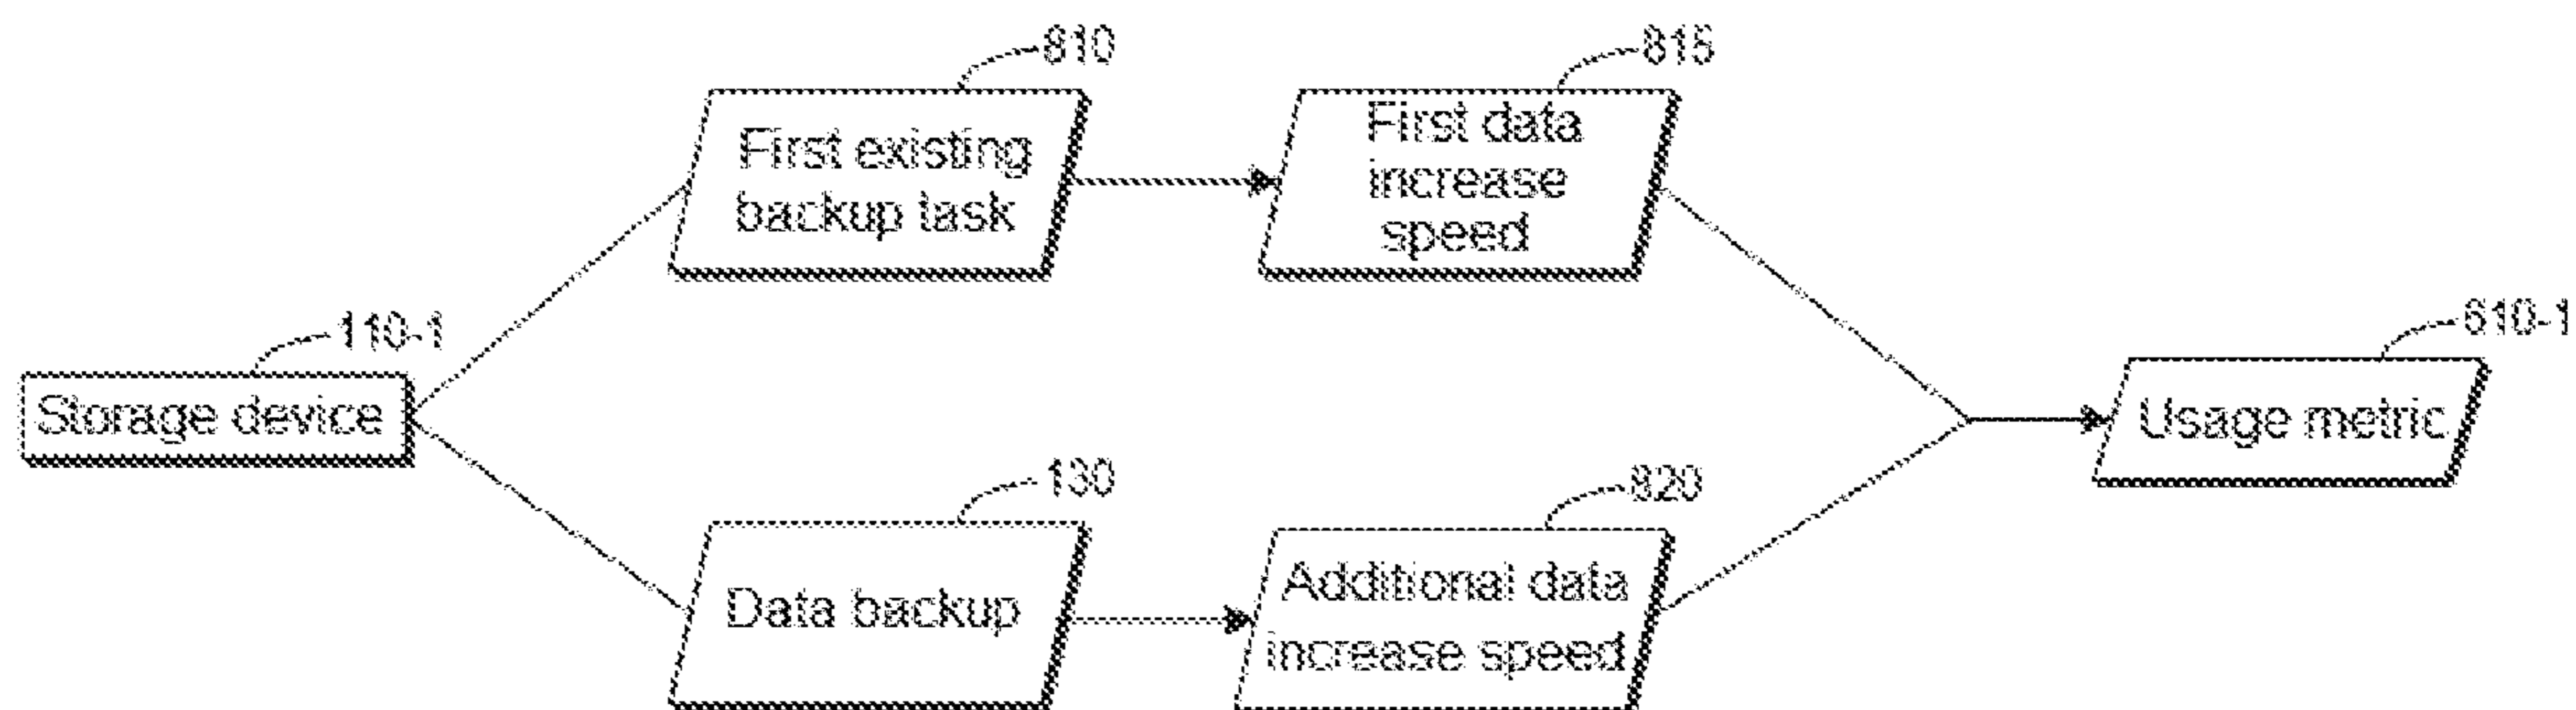 810
815
First existing
backup task
First data
increase
speed
110-1
610-1
Storage device
Usage metric
130
820
Data backup
Additional data
increase speed